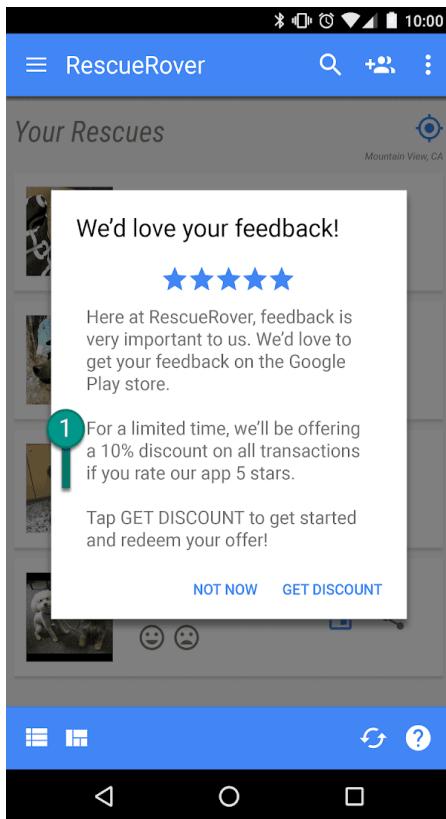 10:00
RescueRover
Your Rescues
Mountain View, CA
We'd love your feedback!
Here at RescueRover, feedback is
very important to us. We'd love to
get your feedback on the Google
Play store.
1
For a limited time, we'll be offering
a 10% discount on all transactions
if you rate our app 5 stars.
Tap GET DISCOUNT to get started
and redeem your offer!
NOT NOW GET DISCOUNT